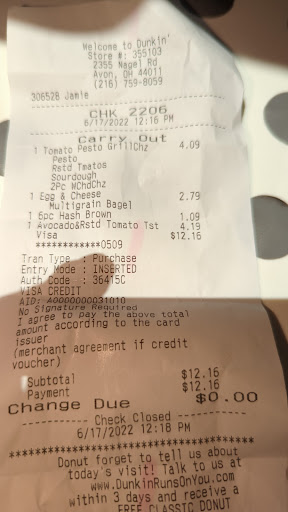 Welcome to Dunkin'
Store #: 355103
2355 Nagel Rd
Avon, OH 44011
(216) 759-8059
306528 Jamie
CHK 2206
6/17/2022 12:16 PM
Carry Out
1 Tomato Pesto GrillChz 4.09
Pesto
Rstd Tmatos
Sourdough
2Pc WChdChz
1 Egg & Cheese 2.79
Multigrain Bagel
1 6pc Hash Brown 1.09
1 Avocado&Rstd Tomato Tst 4.19
Visa $12.16
************0509
Tran Type : Purchase
Entry Mode : INSERTED
Auth Code : 36415C
VISA CREDIT
AID: A0000000031010
No Signature Required
I agree to pay the above total
amount according to the card
issuer
(merchant agreement if credit
voucher)
Subtotal $12.16
Payment $12.16
Change Due $0.00
---------- Check Closed ----------
6/17/2022 12:18 PM
**********************************
Donut forget to tell us about
today's visit! Talk to us at
www.DunkinRunsOnYou.com
within 3 days and receive a
FREE CLASSIC DONUT